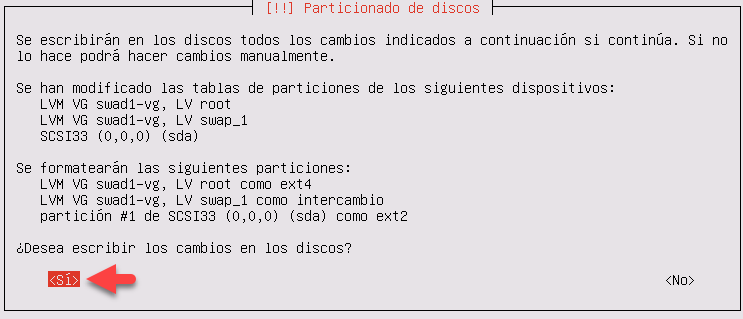 [!!] Particionado de discos
Se escribirán en los discos todos los cambios indicados a continuación si continúa. Si no
lo hace podrá hacer cambios manualmente.
Se han modificado las tablas de particiones de los siguientes dispositivos:
LVM VG swad1-vg, LV root
LVM VG swad1-vg, LV swap_1
SCSI33 (0,0,0) (sda)
Se formatearán las siguientes particiones:
LVM VG swad1-vg, LV root como ext4
LVM VG swad1-vg, LV swap_1 como intercambio
partición #1 de SCSI33 (0,0,0) (sda) como ext2
¿Desea escribir los cambios en los discos?
<Sí> <No>